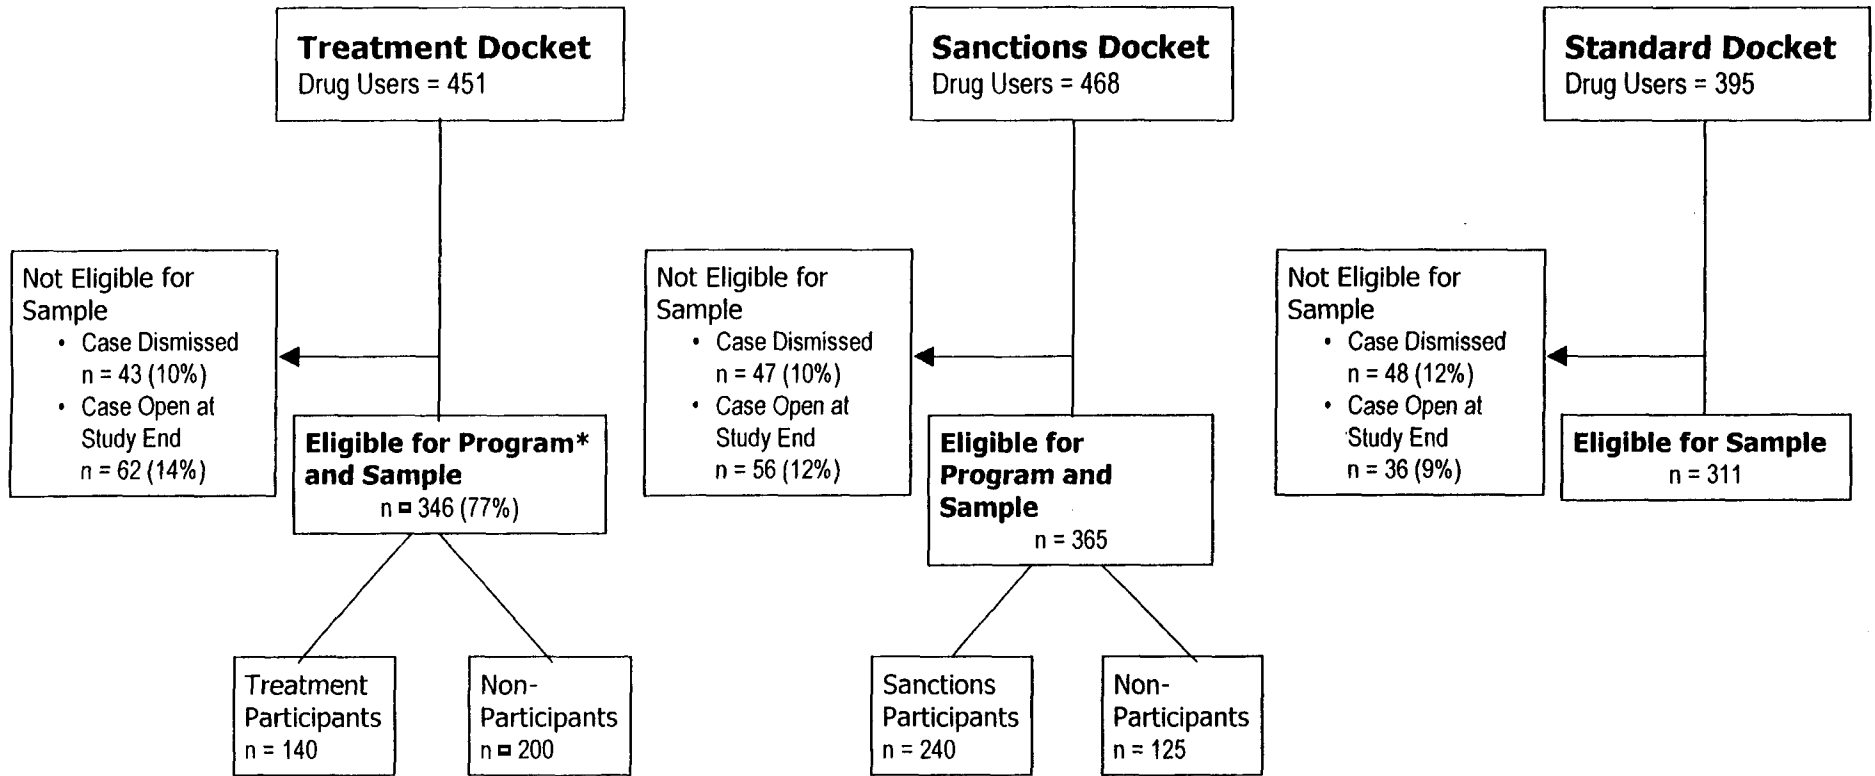 Treatment Docket
Drug Users = 451
Sanctions Docket
Drug Users = 468
Standard Docket
Drug Users = 395
Not Eligible for
Sample
• Case Dismissed
n = 43 (10%)
• Case Open at
Study End
n = 62 (14%)
Eligible for Program*
and Sample
n = 346 (77%)
Treatment
Participants
n = 140
Non-
Participants
n = 200
Not Eligible for
Sample
• Case Dismissed
n = 47 (10%)
• Case Open at
Study End
n = 56 (12%)
Eligible for
Program and
Sample
n = 365
Sanctions
Participants
n = 240
Non-
Participants
n = 125
Not Eligible for
Sample
• Case Dismissed
n = 48 (12%)
• Case Open at
Study End
n = 36 (9%)
Eligible for Sample
n = 311